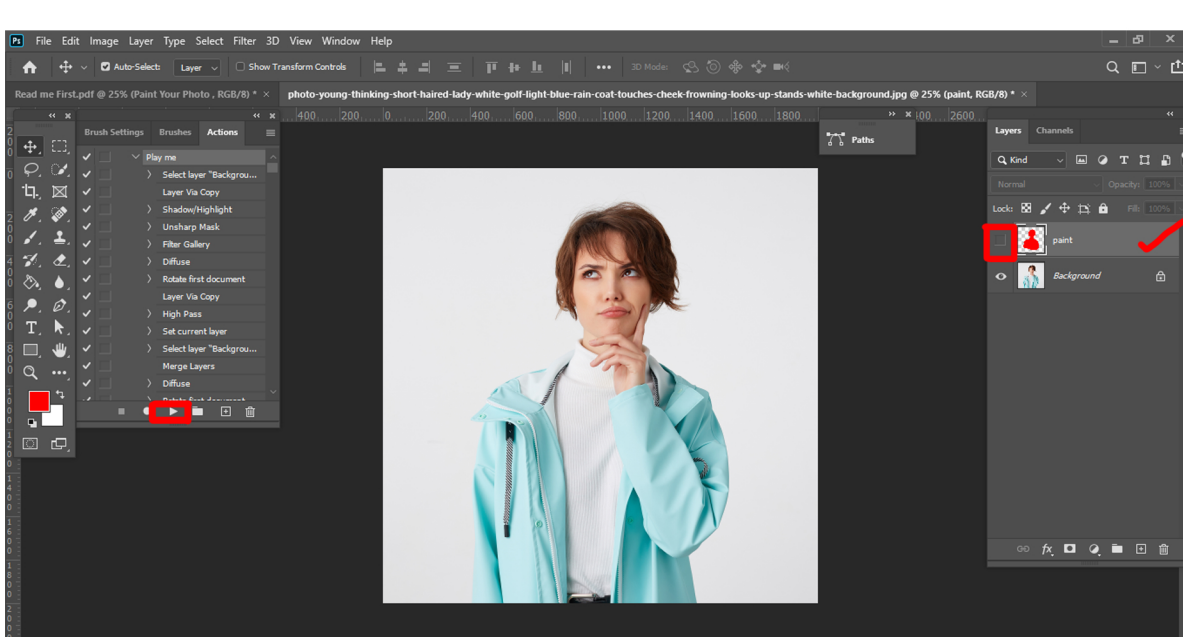 Ps File Edit Image Layer Type Select Filter 3D View Window Help
Auto-Select: Layer Show Transform Controls 3D Mode:
Read me First.pdf @ 25% (Paint Your Photo , RGB/8) * × photo-young-thinking-short-haired-lady-white-golf-light-blue-rain-coat-touches-cheek-frowning-looks-up-stands-white-background.jpg @ 25% (paint, RGB/8) * ×
400 200 0 200 400 600 800 1000 1200 1400 1600 1800 2600
Brush Settings Brushes Actions
Play me
Select layer "Backgrou...
Layer Via Copy
Shadow/Highlight
Unsharp Mask
Filter Gallery
Diffuse
Rotate first document
Layer Via Copy
High Pass
Set current layer
Select layer "Backgrou...
Merge Layers
Diffuse
Rotate first document
Paths
Layers Channels
Kind
Normal Opacity: 100%
Lock: Fill: 100%
paint
Background